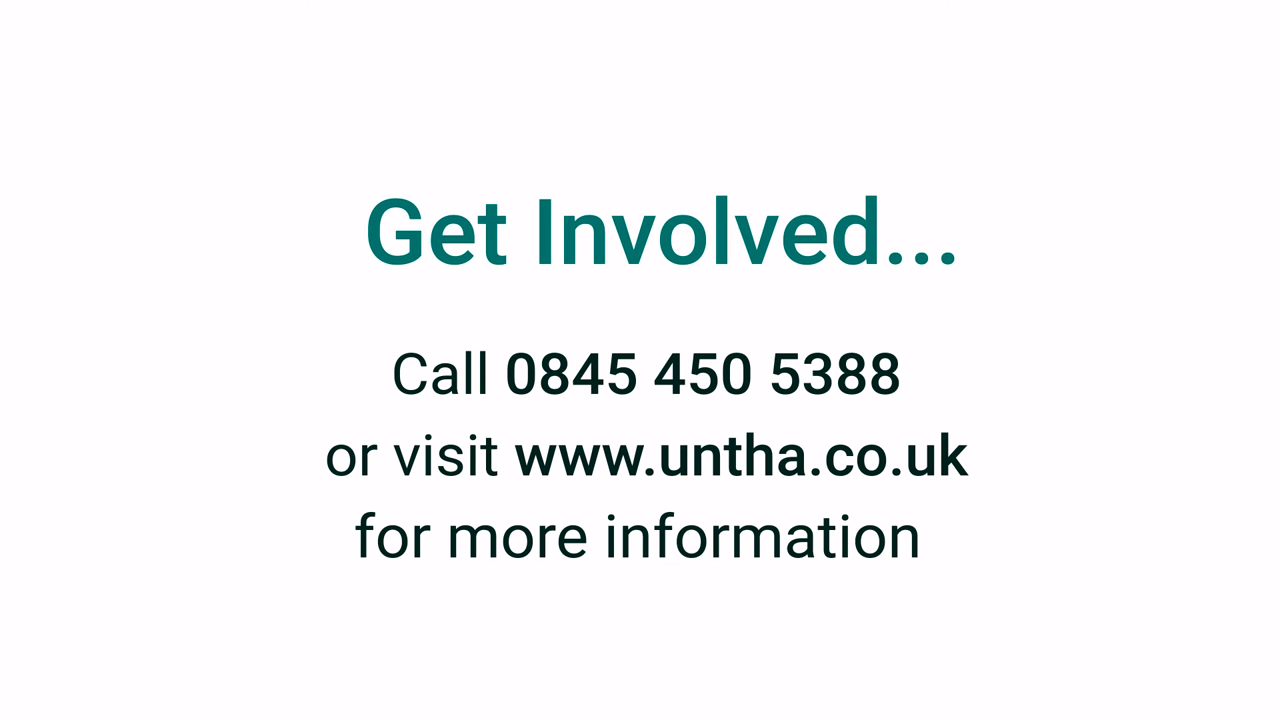 Get Involved...
Call 0845 450 5388
or visit www.untha.co.uk
for more information